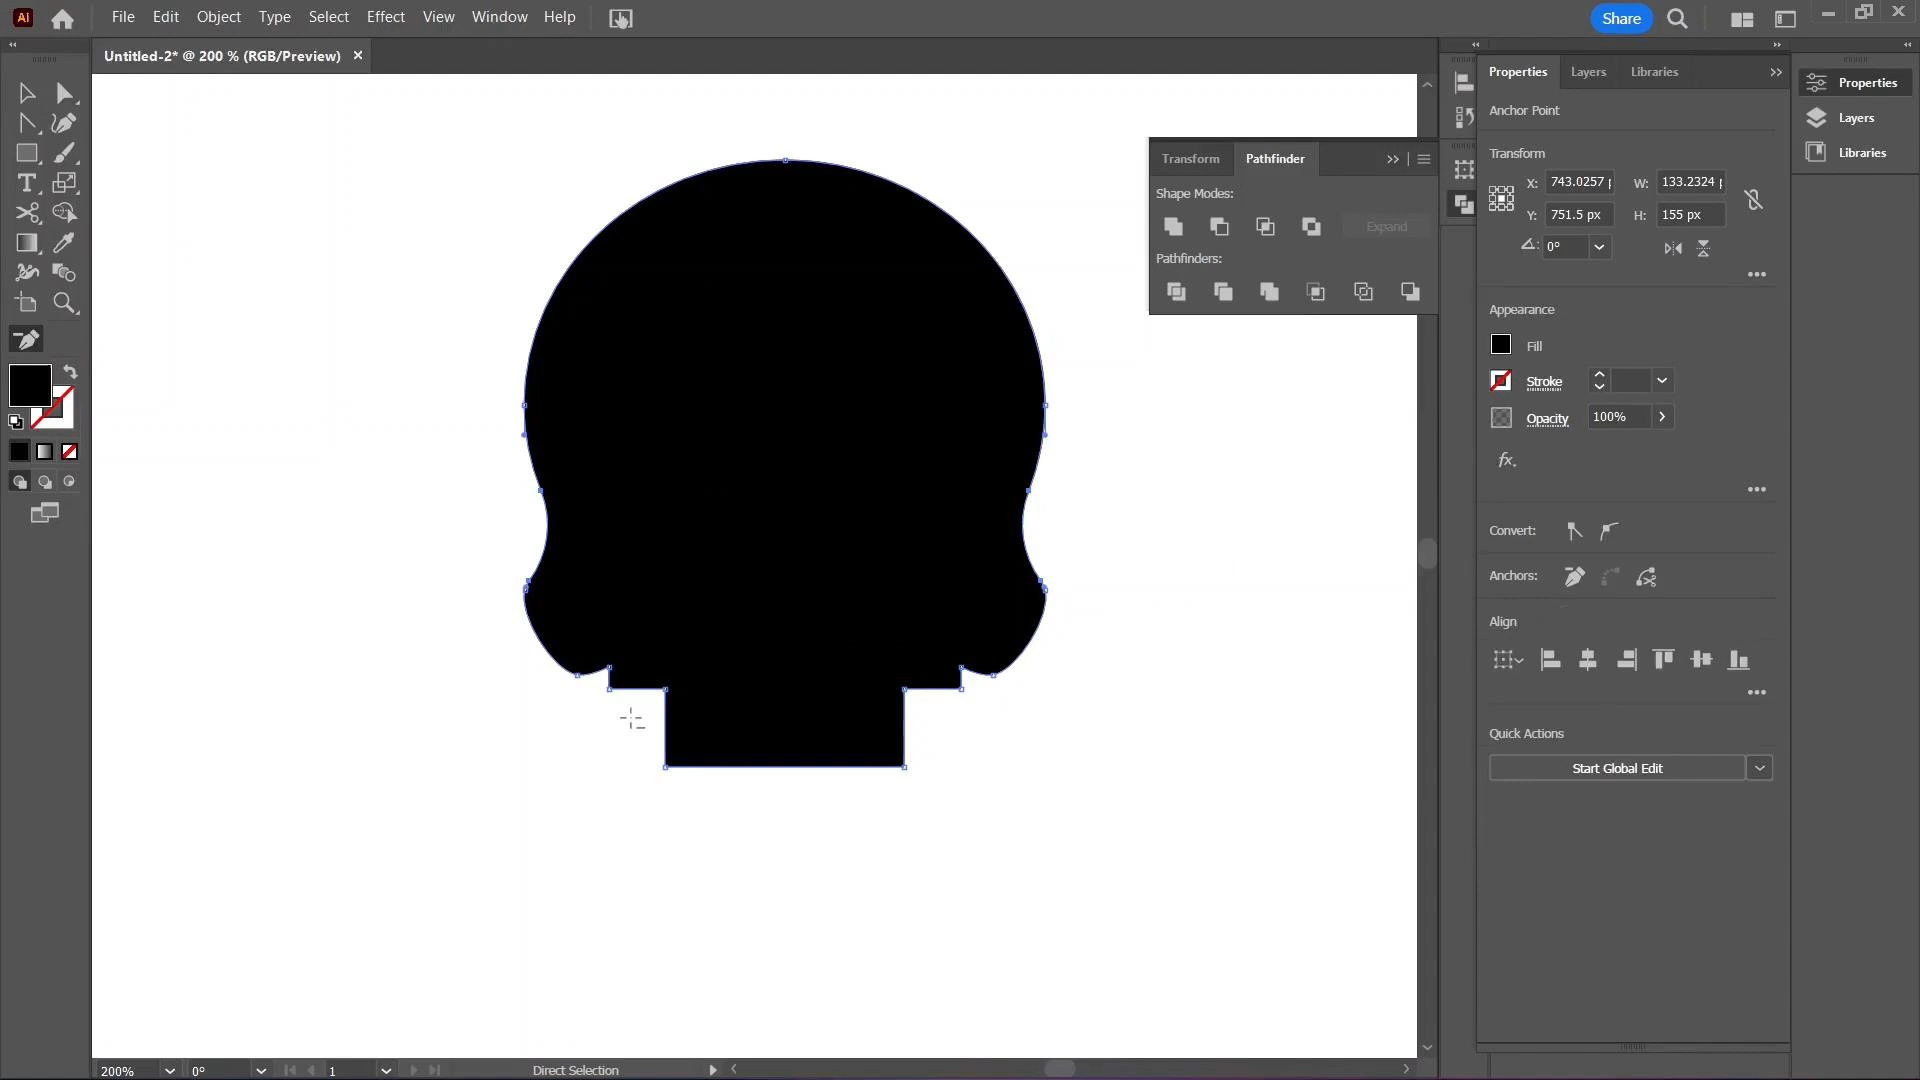 Ai File Edit Object Type Select Effect View Window Help Share
Untitled-2* @ 200 % (RGB/Preview)
Properties Layers Libraries
Properties
Layers
Libraries
Anchor Point
Transform
X: 743.0257 W: 133.2324
Y: 751.5 px H: 155 px
0°
Appearance
Fill
Stroke
Opacity 100%
fx.
Convert:
Anchors:
Align
Quick Actions
Start Global Edit
Transform Pathfinder
Shape Modes:
Expand
Pathfinders:
200% 0° 1 Direct Selection